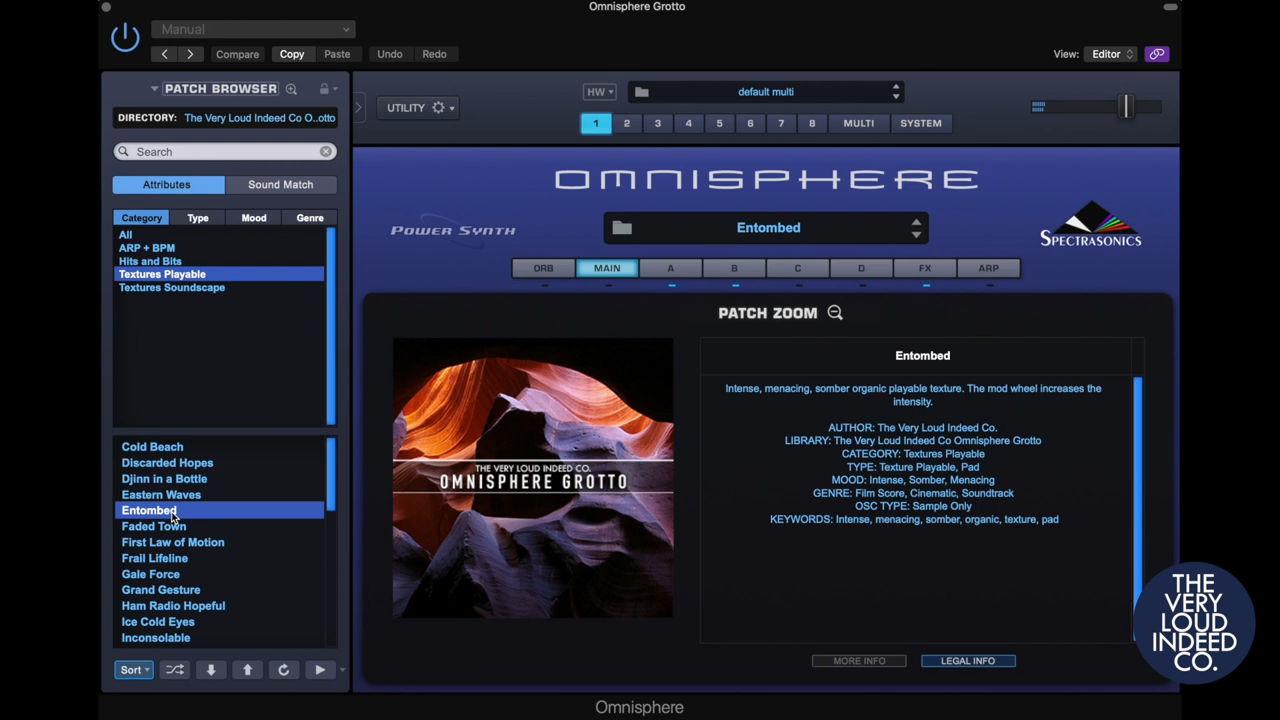 Omnisphere Grotto
Manual
Compare
Copy
Paste
Undo
Redo
View:
Editor
PATCH BROWSER
DIRECTORY: The Very Loud Indeed Co O..otto
Search
Attributes
Sound Match
Category
Type
Mood
Genre
All
ARP + BPM
Hits and Bits
Textures Playable
Textures Soundscape
Cold Beach
Discarded Hopes
Djinn in a Bottle
Eastern Waves
Entombed
Faded Town
First Law of Motion
Frail Lifeline
Gale Force
Grand Gesture
Ham Radio Hopeful
Ice Cold Eyes
Inconsolable
Sort
UTILITY
HW
default multi
1
2
3
4
5
6
7
8
MULTI
SYSTEM
OMNISPHERE
POWER SYNTH
Entombed
SPECTRASONICS
ORB
MAIN
A
B
C
D
FX
ARP
PATCH ZOOM
THE VERY LOUD INDEED CO.
OMNISPHERE GROTTO
Entombed
Intense, menacing, somber organic playable texture. The mod wheel increases the
intensity.
AUTHOR: The Very Loud Indeed Co.
LIBRARY: The Very Loud Indeed Co Omnisphere Grotto
CATEGORY: Textures Playable
TYPE: Texture Playable, Pad
MOOD: Intense, Somber, Menacing
GENRE: Film Score, Cinematic, Soundtrack
OSC TYPE: Sample Only
KEYWORDS: Intense, menacing, somber, organic, texture, pad
MORE INFO
LEGAL INFO
THE
VERY
LOUD
INDEED
CO.
Omnisphere